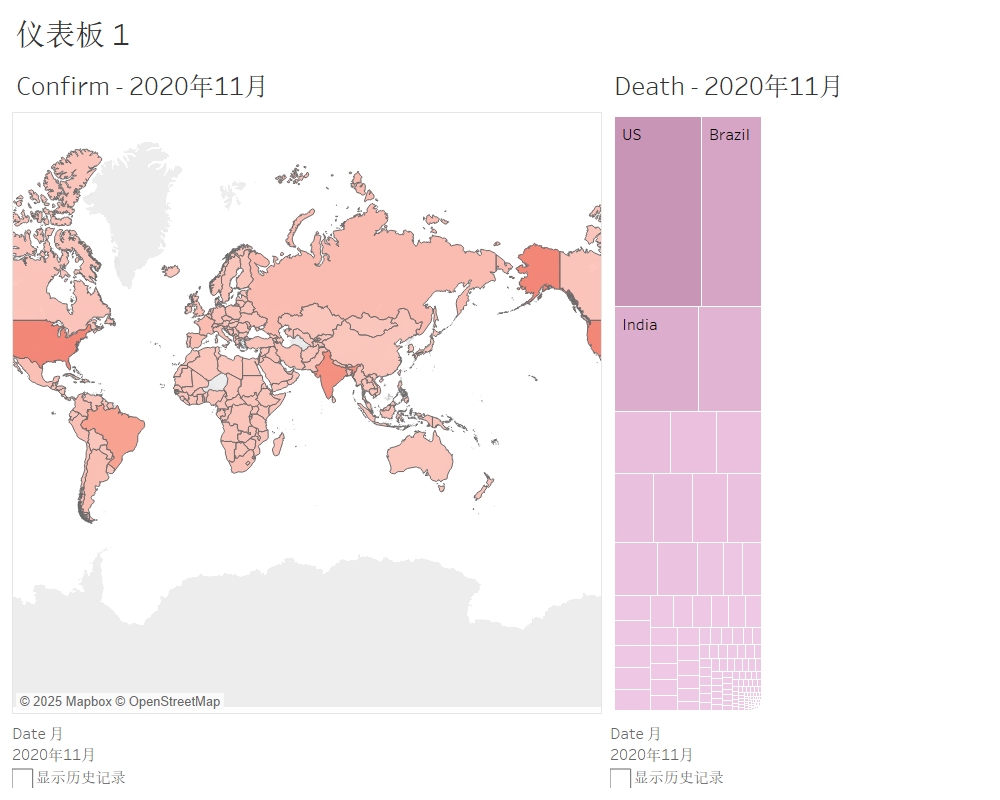 仪表板 1
Confirm - 2020年11月
Death - 2020年11月
US
Brazil
India
© 2025 Mapbox © OpenStreetMap
Date 月
2020年11月
显示历史记录
Date 月
2020年11月
显示历史记录